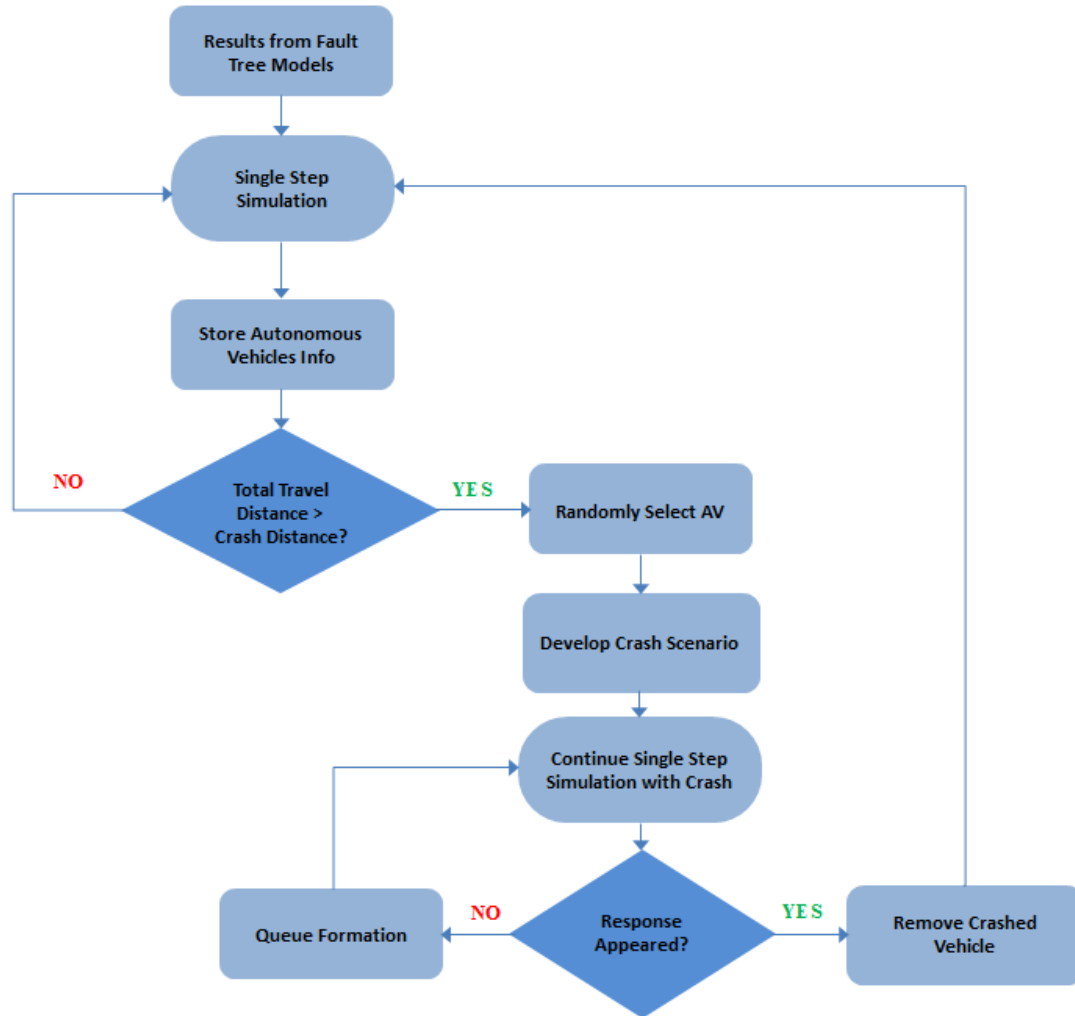 Results from Fault
Tree Models
Single Step
Simulation
Store Autonomous
Vehicles Info
NO
Total Travel
Distance >
Crash Distance?
YES
Randomly Select AV
Develop Crash Scenario
Continue Single Step
Simulation with Crash
Queue Formation
NO
Response
Appeared?
YES
Remove Crashed
Vehicle